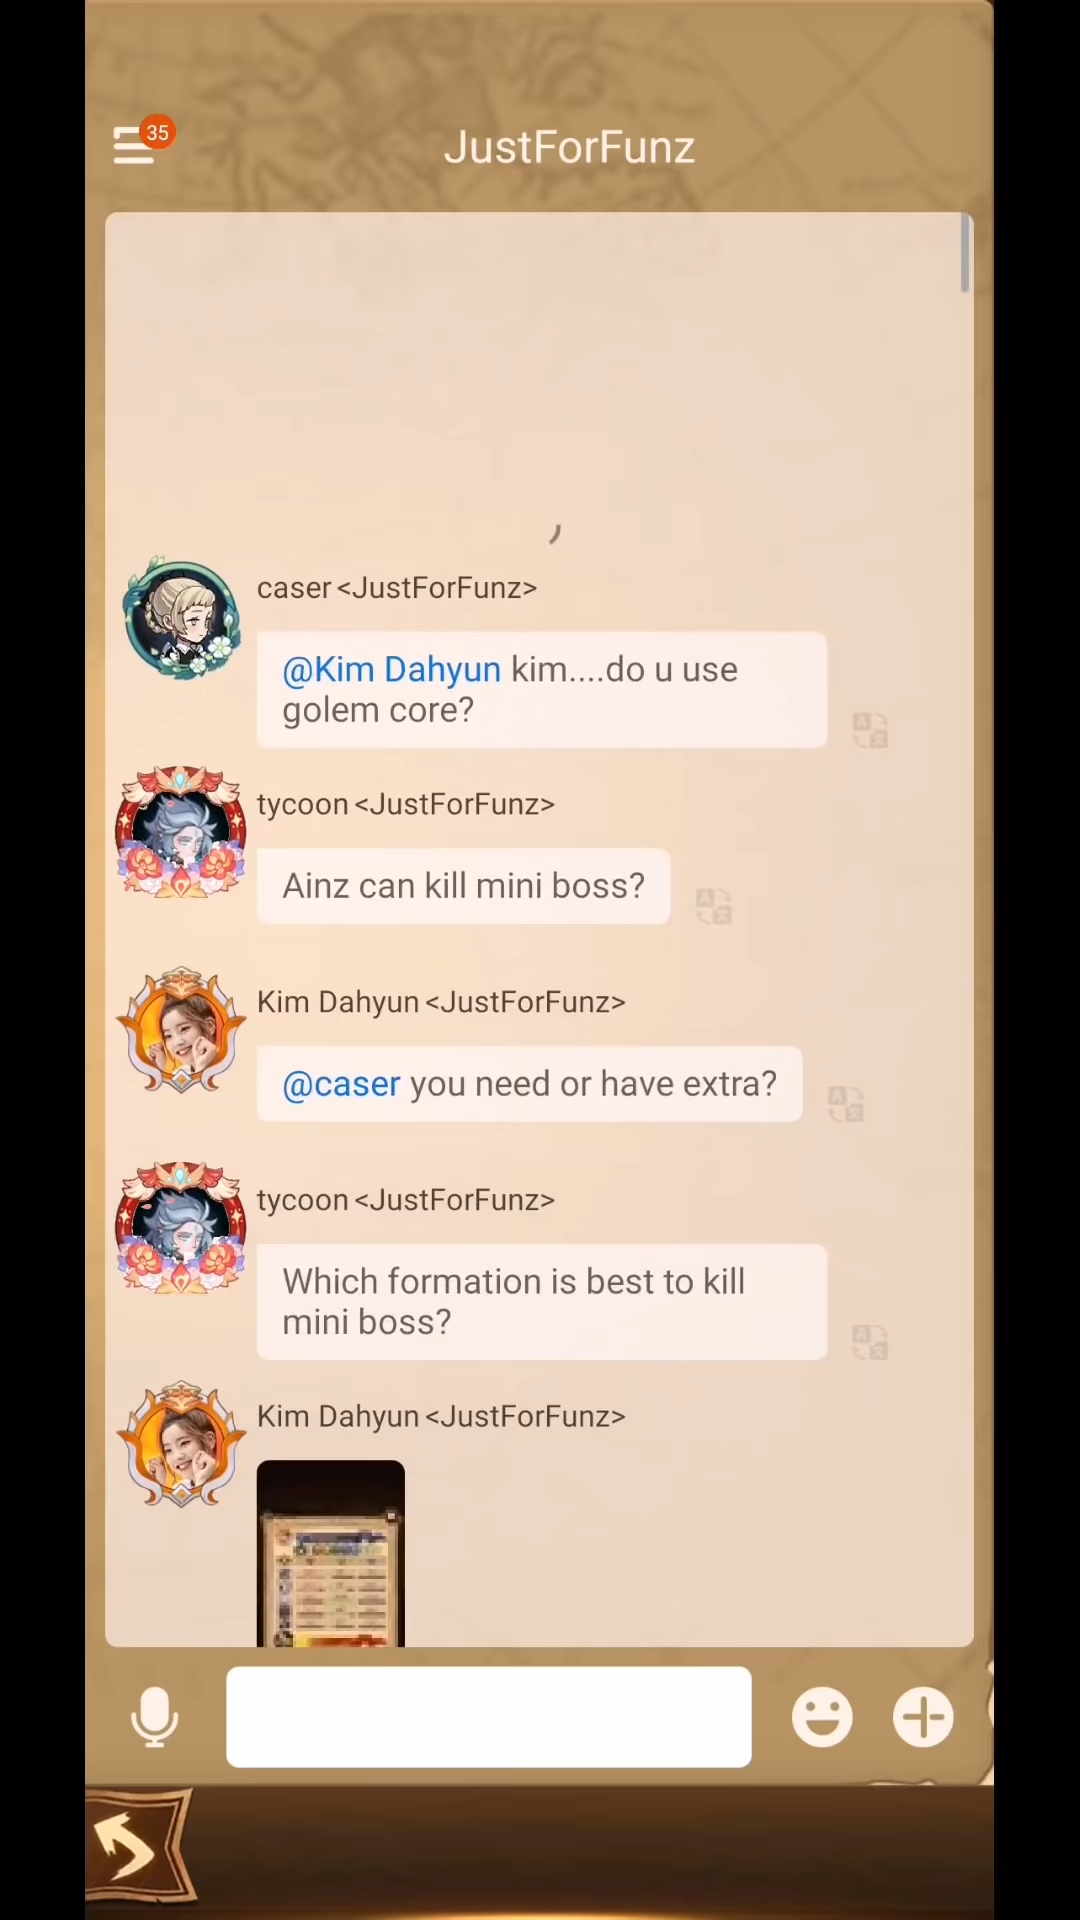 35
JustForFunz
caser <JustForFunz>
@Kim Dahyun kim....do u use
golem core?
tycoon <JustForFunz>
Ainz can kill mini boss?
Kim Dahyun <JustForFunz>
@caser you need or have extra?
tycoon <JustForFunz>
Which formation is best to kill
mini boss?
Kim Dahyun <JustForFunz>